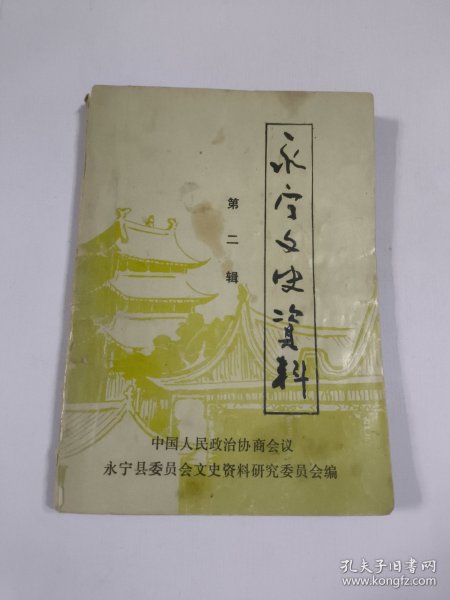 永宁文史资料
第二辑
中国人民政治协商会议
永宁县委员会文史资料研究委员会编
孔夫子旧书网
www.kongfz.com